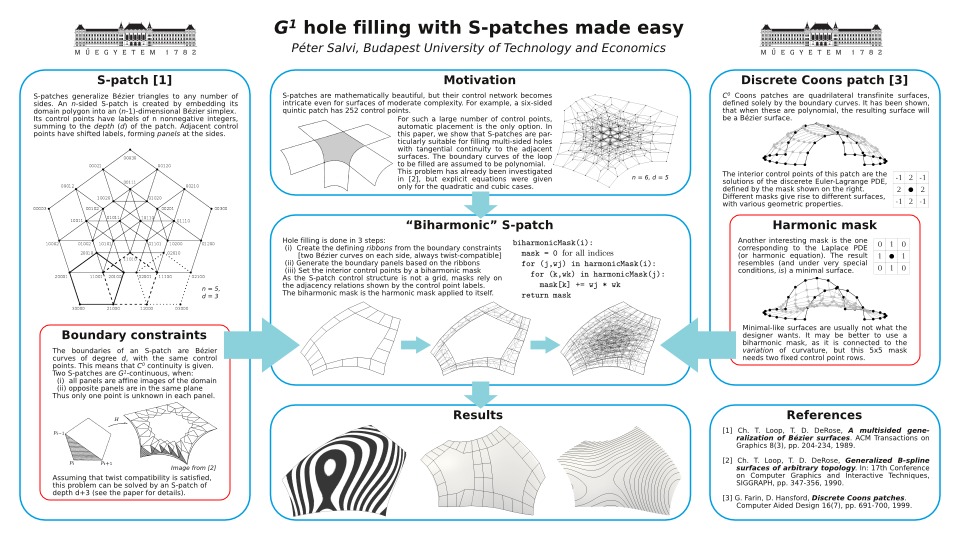 G¹ hole filling with S-patches made easy
Péter Salvi, Budapest University of Technology and Economics
MŰEGYETEM 1782
MŰEGYETEM 1782
S-patch [1]
S-patches generalize Bézier triangles to any number of
sides. An n-sided S-patch is created by embedding its
domain polygon into an (n-1)-dimensional Bézier simplex.
Its control points have labels of n nonnegative integers,
summing to the depth (d) of the patch. Adjacent control
points have shifted labels, forming panels at the sides.
n = 5,
d = 3
Boundary constraints
The boundaries of an S-patch are Bézier
curves of degree d, with the same control
points. This means that C⁰ continuity is given.
Two S-patches are G¹-continuous, when:
(i) all panels are affine images of the domain
(ii) opposite panels are in the same plane
Thus only one point is unknown in each panel.
H
Pᵢ₋₁
Pᵢ
Pᵢ₊₁
Image from [2]
Assuming that twist compatibility is satisfied,
this problem can be solved by an S-patch of
depth d+3 (see the paper for details).
Motivation
S-patches are mathematically beautiful, but their control network becomes
intricate even for surfaces of moderate complexity. For example, a six-sided
quintic patch has 252 control points.
For such a large number of control points,
automatic placement is the only option. In
this paper, we show that S-patches are par-
ticularly suitable for filling multi-sided holes
with tangential continuity to the adjacent
surfaces. The boundary curves of the loop
to be filled are assumed to be polynomial.
This problem has already been investigated
in [2], but explicit equations were given
only for the quadratic and cubic cases.
n = 6, d = 5
“Biharmonic” S-patch
Hole filling is done in 3 steps:
(i) Create the defining ribbons from the boundary constraints
[two Bézier curves on each side, always twist-compatible]
(ii) Generate the boundary panels based on the ribbons
(iii) Set the interior control points by a biharmonic mask
As the S-patch control structure is not a grid, masks rely on
the adjacency relations shown by the control point labels.
The biharmonic mask is the harmonic mask applied to itself.
biharmonicMask(i):
mask = 0 for all indices
for (j,wj) in harmonicMask(i):
for (k,wk) in harmonicMask(j):
mask[k] += wj * wk
return mask
Results
Discrete Coons patch [3]
C⁰ Coons patches are quadrilateral transfinite surfaces,
defined solely by the boundary curves. It has been shown,
that when these are polynomial, the resulting surface will
be a Bézier surface.
The interior control points of this patch are the
solutions of the discrete Euler-Lagrange PDE,
defined by the mask shown on the right.
Different masks give rise to different surfaces,
with various geometric properties.
-1 2 -1
2 ● 2
-1 2 -1
Harmonic mask
Another interesting mask is the one
corresponding to the Laplace PDE
(or harmonic equation). The result
resembles (and under very special
conditions, is) a minimal surface.
0 1 0
1 ● 1
0 1 0
Minimal-like surfaces are usually not what the
designer wants. It may be better to use a
biharmonic mask, as it is connected to the
variation of curvature, but this 5x5 mask
needs two fixed control point rows.
References
[1] Ch. T. Loop, T. D. DeRose, A multisided gene-
ralization of Bézier surfaces. ACM Transactions on
Graphics 8(3), pp. 204-234, 1989.
[2] Ch. T. Loop, T. D. DeRose, Generalized B-spline
surfaces of arbitrary topology. In: 17th Conference
on Computer Graphics and Interactive Techniques,
SIGGRAPH, pp. 347-356, 1990.
[3] G. Farin, D. Hansford, Discrete Coons patches.
Computer Aided Design 16(7), pp. 691-700, 1999.